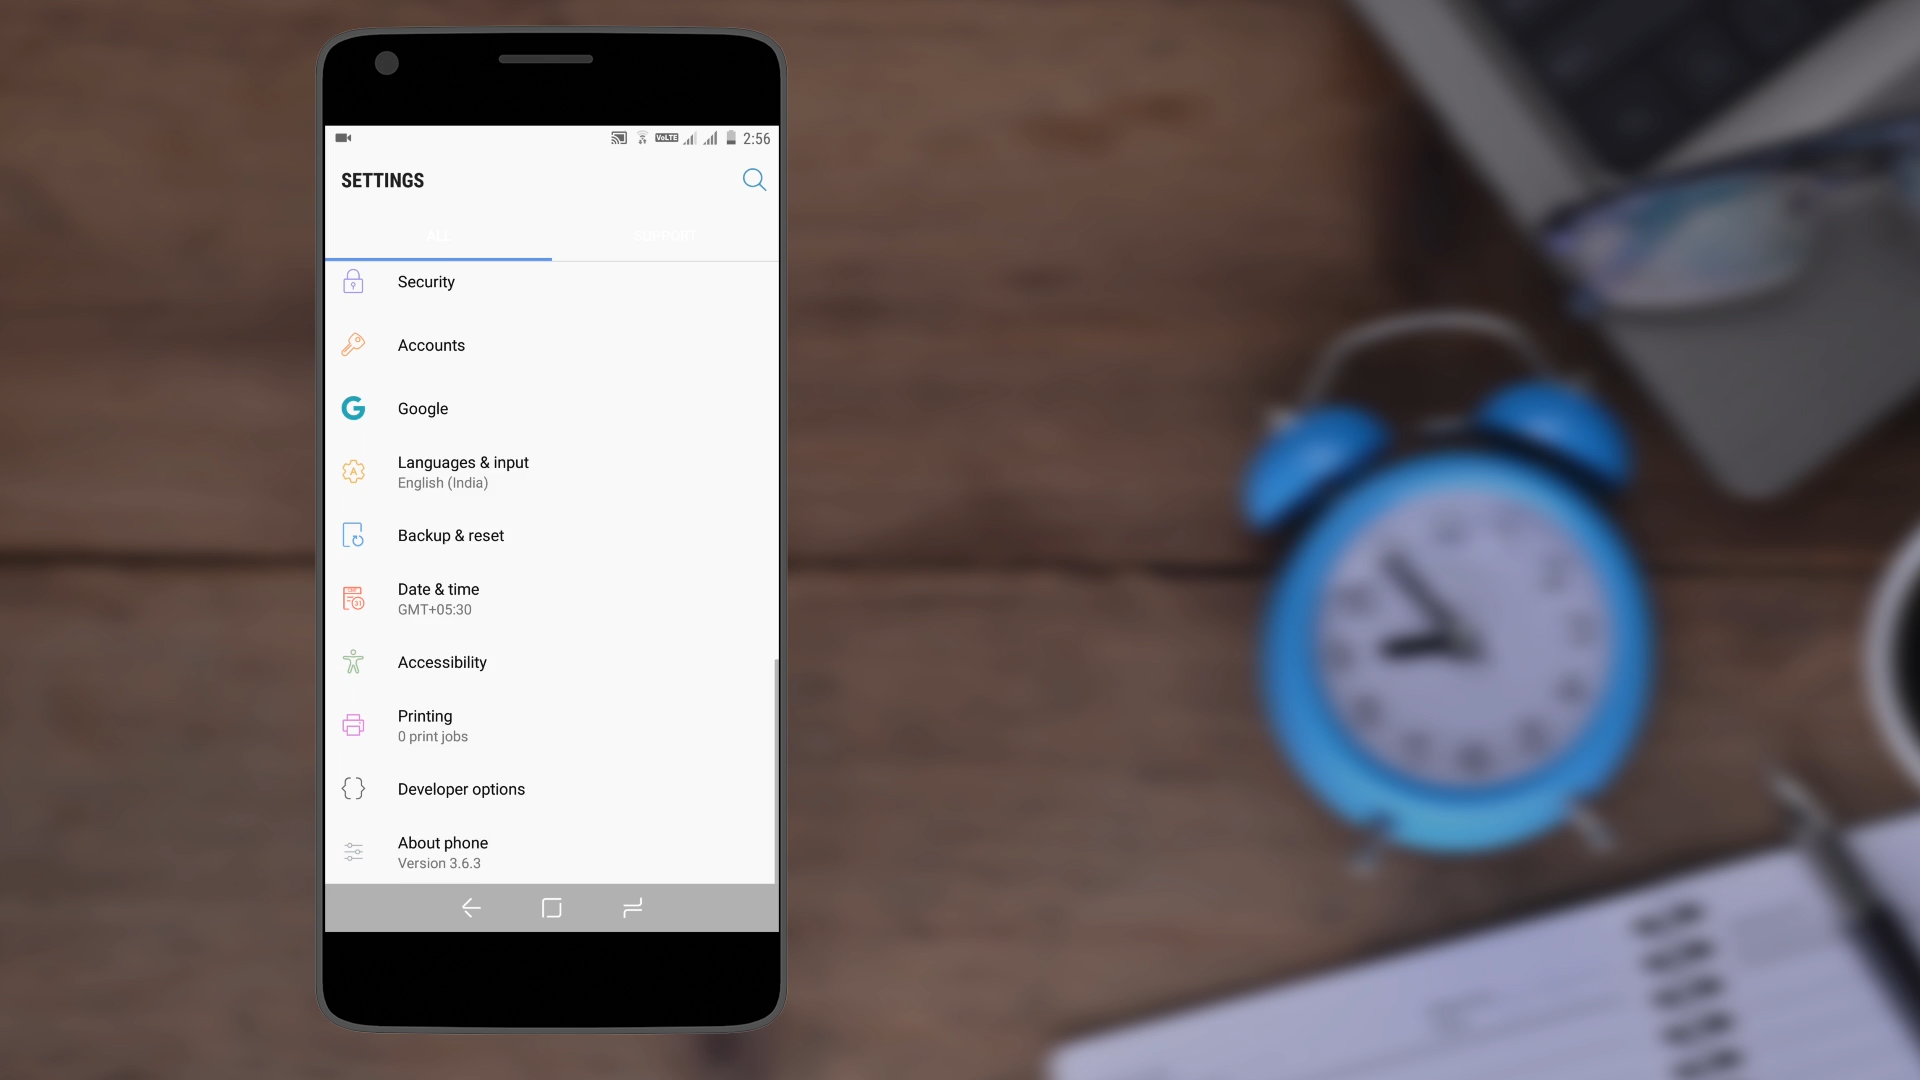 VoLTE 2:56
SETTINGS
ALL SUPPORT
Security
Accounts
Google
Languages & input
English (India)
Backup & reset
Date & time
GMT+05:30
Accessibility
Printing
0 print jobs
Developer options
About phone
Version 3.6.3